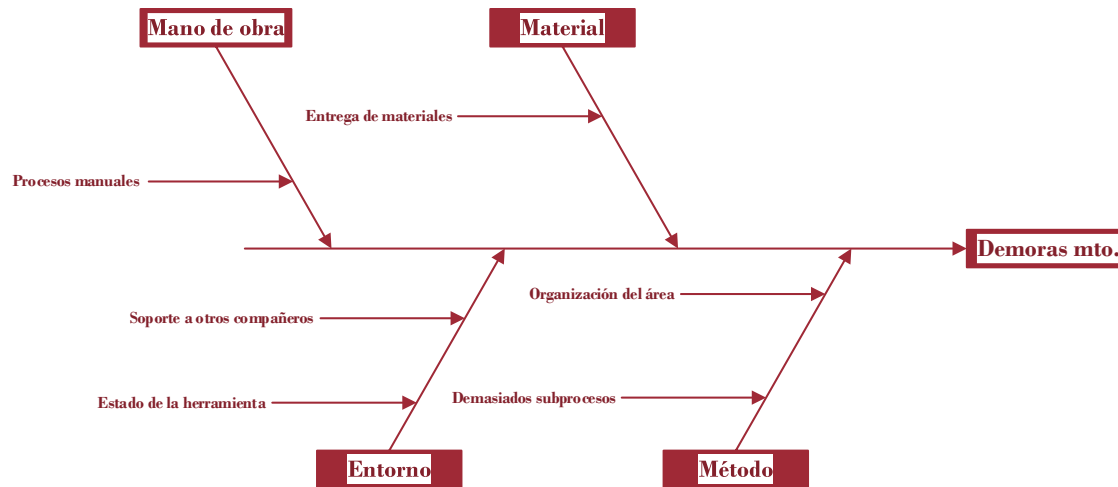 Mano de obra
Material
Entrega de materiales
Procesos manuales
Demoras mto.
Organización del área
Soporte a otros compañeros
Demasiados subprocesos
Estado de la herramienta
Entorno
Método